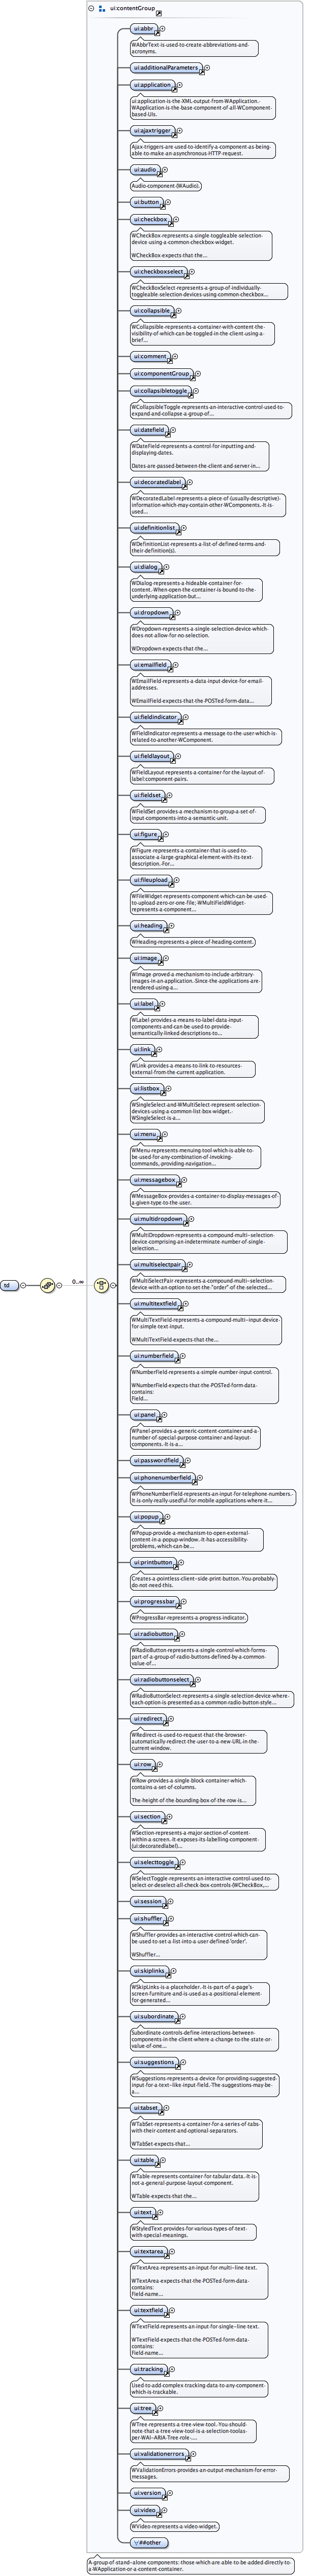 ui:contentGroup
ui:abbr
WAbbrText is used to create abbreviations and
acronyms.
ui:additionalParameters
ui:application
ui:application is the XML output from WApplication.
WApplication is the base component of all WComponent
based UIs.
ui:ajaxtrigger
Ajax triggers are used to identify a component as being
able to make an asynchronous HTTP request.
ui:audio
Audio component (WAudio).
ui:button
ui:checkbox
WCheckBox represents a single toggleable selection
device using a common checkbox widget.
WCheckBox expects that the...
ui:checkboxselect
WCheckBoxSelect represents a group of individually
toggleable selection devices using common checkbox...
ui:collapsible
WCollapsible represents a container with content the
visibility of which can be toggled in the client using a
brief...
ui:comment
ui:componentGroup
ui:collapsibletoggle
WCollapsibleToggle represents an interactive control used to
expand and collapse a group of...
ui:datefield
WDateField represents a control for inputting and
displaying dates.
Dates are passed between the client and server in...
ui:decoratedlabel
WDecoratedLabel represents a piece of (usually descriptive)
information which may contain other WComponents. It is
used...
ui:definitionlist
WDefinitionList represents a list of defined terms and
their definition(s).
ui:dialog
WDialog represents a hideable container for
content. When open the container is bound to the
underlying application but...
ui:dropdown
WDropdown represents a single selection device which
does not allow for no selection.
WDropdown expects that the...
ui:emailfield
WEmailField represents a data input device for email
addresses.
WEmailField expects that the POSTed form data...
ui:fieldindicator
WFieldIndicator represents a message to the user which is
related to another WComponent.
ui:fieldlayout
WFieldLayout represents a container for the layout of
label:component pairs.
ui:fieldset
WFieldSet provides a mechanism to group a set of
input components into a semantic unit.
ui:figure
WFigure represents a container that is used to
associate a large graphical element with its text
description. For...
ui:fileupload
WFileWidget represents component which can be used
to upload zero or one file; WMultiFileWidget
represents a component...
ui:heading
WHeading represents a piece of heading content.
ui:image
WImage proved a mechanism to include arbitrary
images in an application. Since the applications are
rendered using a...
ui:label
WLabel provides a means to label data input
components and can be used to provide
semantically linked descriptions to...
ui:link
WLink provides a means to link to resources
external from the current application.
ui:listbox
WSingleSelect and WMultiSelect represent selection
devices using a common list box widget.
WSingleSelect is a...
ui:menu
WMenu represents menuing tool which is able to
be used for any combination of invoking
commands, providing navigation...
ui:messagebox
WMessageBox provides a container to display messages of
a given type to the user.
ui:multidropdown
WMultiDropdown represents a compound multi-selection
device comprising an indeterminate number of single
selection...
ui:multiselectpair
WMultiSelectPair represents a compound multi-selection
device with an option to set the "order" of the selected...
ui:multitextfield
WMultiTextField represents a compound multi-input device
for simple text input.
WMultiTextField expects that the...
ui:numberfield
WNumberField represents a simple number input control.
WNumberField expects that the POSTed form data
contains:
Field...
ui:panel
WPanel provides a generic content container and a
number of special purpose container and layout
components. It is a...
ui:passwordfield
ui:phonenumberfield
WPhoneNumberField represents an input for telephone numbers.
It is only really useful for mobile applications where it...
ui:popup
WPopup provide a mechanism to open external
content in a popup window. It has accessibility
problems, which can be...
ui:printbutton
Creates a pointless client-side print button. You probably
do not need this.
ui:progressbar
WProgressBar represents a progress indicator.
ui:radiobutton
WRadioButton represents a single control which forms
part of a group of radio buttons defined by a common
value of...
ui:radiobuttonselect
WRadioButtonSelect represents a single selection device where
each option is presented as a common radio button style...
ui:redirect
WRedirect is used to request that the browser
automatically redirect the user to a new URL in the
current window.
ui:row
WRow provides a single block container which
contains a set of columns.
The height of the bounding box of the row is...
ui:section
WSection represents a major section of content
within a screen. It exposes its labelling component
(ui:decoratedlabel)...
ui:selecttoggle
WSelectToggle represents an interactive control used to
select or deselect all check box controls (WCheckBox,...
ui:session
ui:shuffler
WShuffler provides an interactive control which can
be used to set a list into a user defined 'order'.
WShuffler...
ui:skiplinks
WSkipLinks is a placeholder. It is part of a page's
screen furniture and is used as a positional element
for generated...
ui:subordinate
Subordinate controls define interactions between
components in the client where a change to the state or
value of one...
ui:suggestions
WSuggestions represents a device for providing suggested
input for a text-like input field. The suggestions may be
a...
ui:tabset
WTabSet represents a container for a series of tabs
with their content and optional separators.
WTabSet expects that...
ui:table
WTable represents container for tabular data. It is
not a general purpose layout component.
WTable expects that the...
ui:text
WStyledText provides for various types of text
with special meanings.
ui:textarea
WTextArea represents an input for multi-line text.
WTextArea expects that the POSTed form data
contains:
Field name...
ui:textfield
WTextField represents an input for single-line text.
WTextField expects that the POSTed form data
contains:
Field name...
ui:tracking
Used to add complex tracking data to any component
which is trackable.
ui:tree
WTree represents a tree view tool. You should
note that a tree view tool is a selection tool as
per WAI-ARIA Tree role -...
ui:validationerrors
WValidationErrors provides an output mechanism for error
messages.
ui:version
ui:video
WVideo represents a video widget.
##other
td
0..∞
A group of stand-alone components: those which are able to be added directly to
a WApplication or a content container.